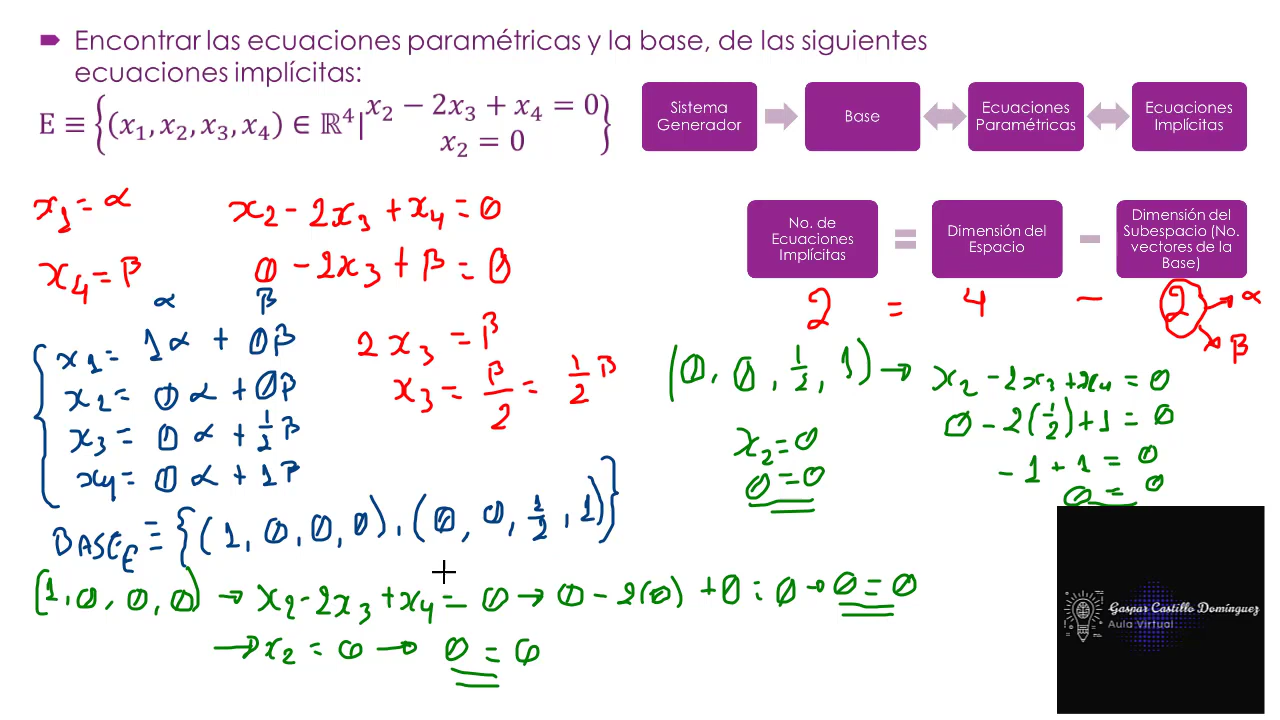 Encontrar las ecuaciones paramétricas y la base, de las siguientes
ecuaciones implícitas:
E ≡ {(x₁, x₂, x₃, x₄) ∈ ℝ⁴| x₂ − 2x₃ + x₄ = 0
x₂ = 0}
Sistema
Generador
Base
Ecuaciones
Paramétricas
Ecuaciones
Implícitas
No. de
Ecuaciones
Implícitas
=
Dimensión del
Espacio
−
Dimensión del
Subespacio (No.
vectores de la
Base)
2 = 4 − 2 → α
→ β
x₁ = α
x₄ = β
x₂ − 2x₃ + x₄ = 0
0 − 2x₃ + β = 0
2x₃ = β
x₃ = β/2 = 1/2 β
α β
x₁ = 1α + 0β
x₂ = 0α + 0β
x₃ = 0α + 1/2 β
x₄ = 0α + 1β
BASE_E ≡ {(1, 0, 0, 0), (0, 0, 1/2, 1)}
(0, 0, 1/2, 1) → x₂ − 2x₃ + x₄ = 0
0 − 2(1/2) + 1 = 0
− 1 + 1 = 0
0 = 0
x₂ = 0
0 = 0
(1, 0, 0, 0) → x₂ − 2x₃ + x₄ = 0 → 0 − 2(0) + 0 = 0 → 0 = 0
→ x₂ = 0 → 0 = 0
Gaspar Castillo Domínguez
Aula Virtual